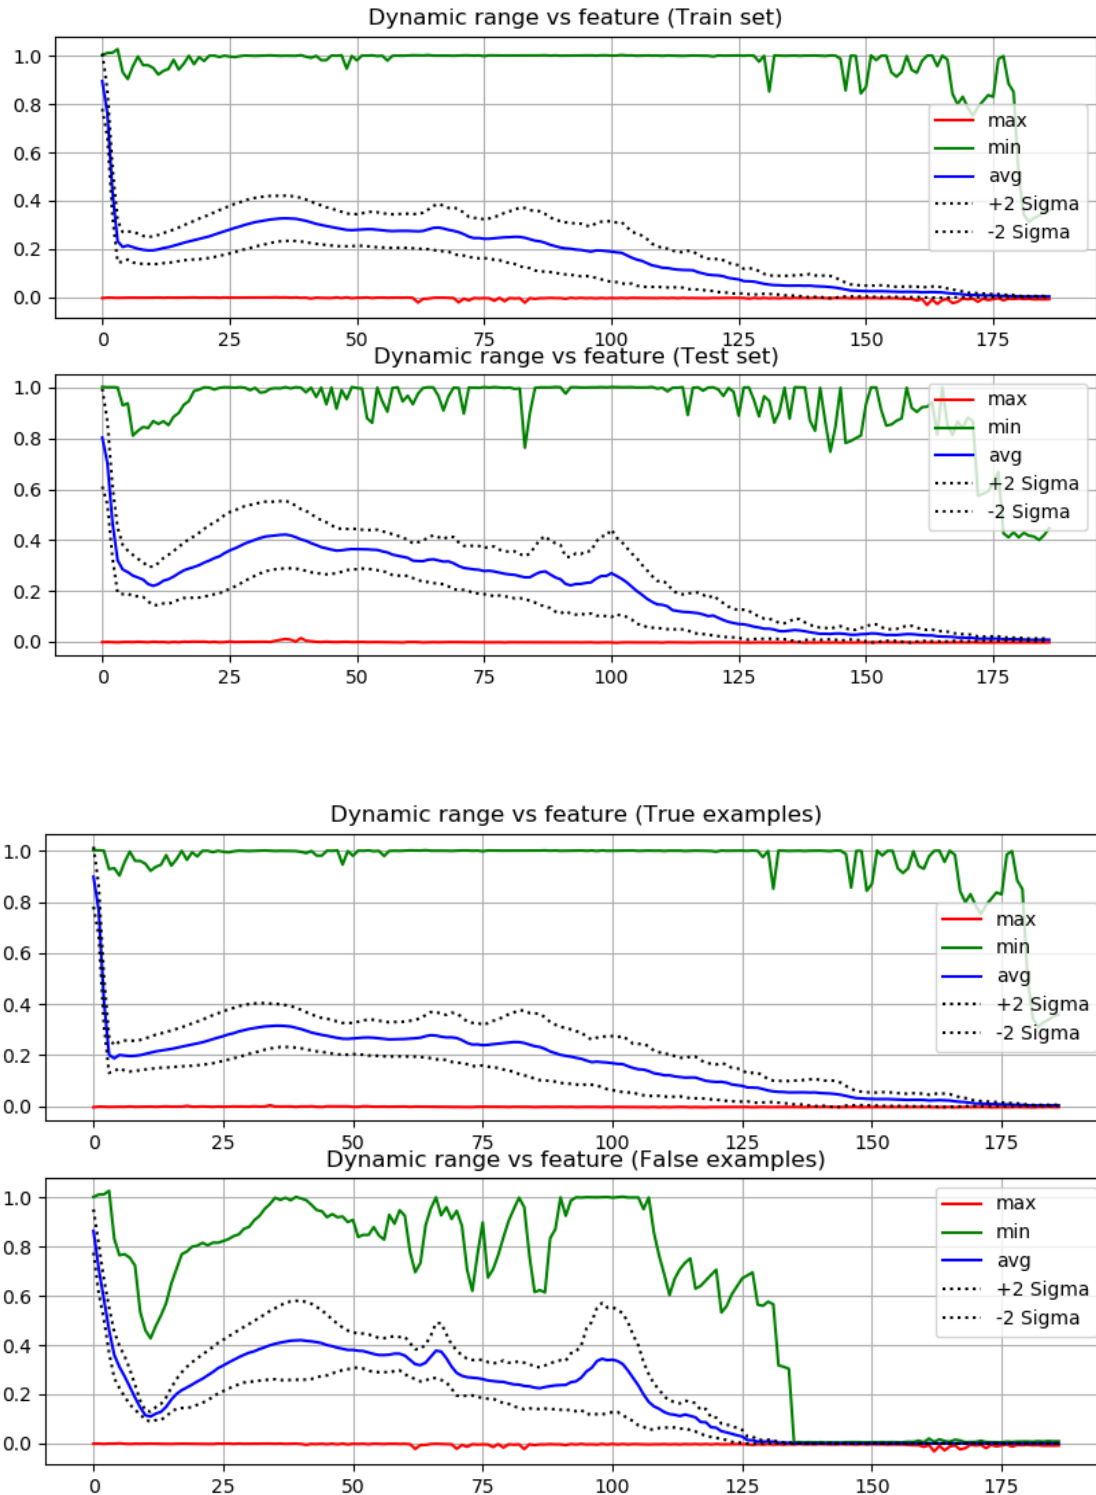 Dynamic range vs feature (Train set)
1.0
0.8
0.6
0.4
0.2
0.0
max
min
avg
+2 Sigma
-2 Sigma
0 25 50 75 100 125 150 175
Dynamic range vs feature (Test set)
1.0
0.8
0.6
0.4
0.2
0.0
max
min
avg
+2 Sigma
-2 Sigma
0 25 50 75 100 125 150 175
Dynamic range vs feature (True examples)
1.0
0.8
0.6
0.4
0.2
0.0
max
min
avg
+2 Sigma
-2 Sigma
0 25 50 75 100 125 150 175
Dynamic range vs feature (False examples)
1.0
0.8
0.6
0.4
0.2
0.0
max
min
avg
+2 Sigma
-2 Sigma
0 25 50 75 100 125 150 175